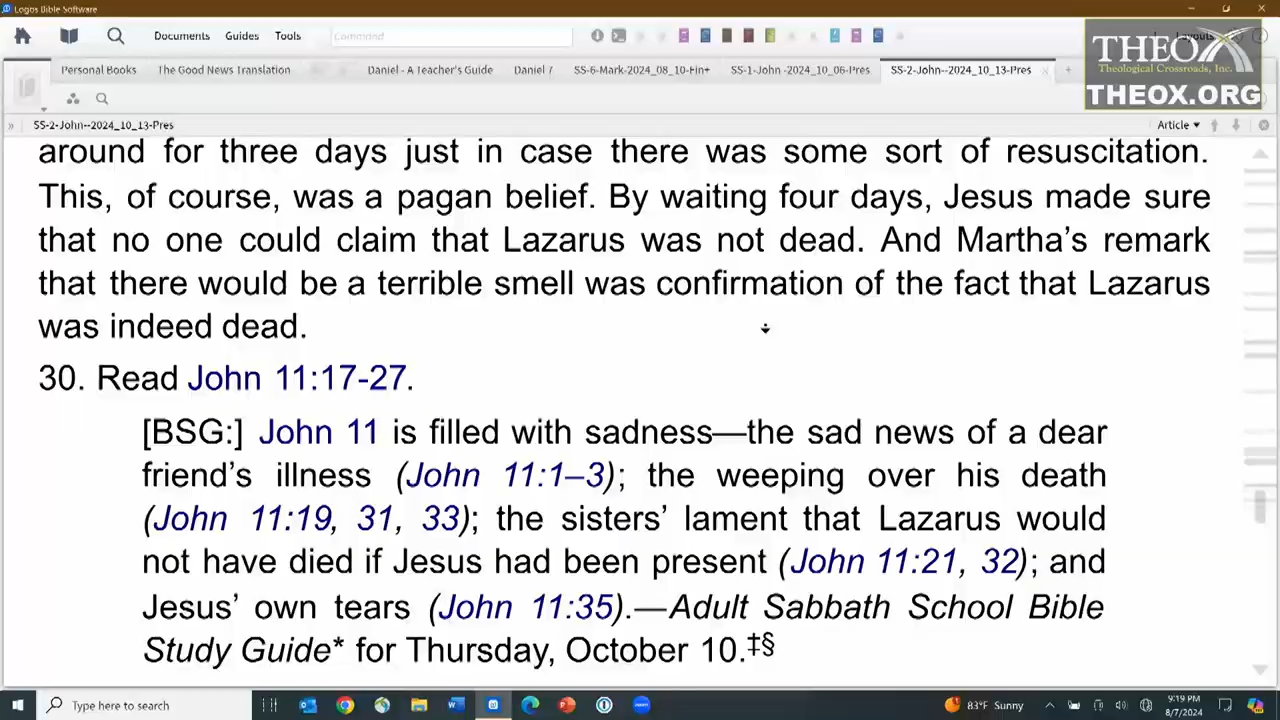 Logos Bible Software
Documents Guides Tools Command Layouts
THEOX
Theological Crossroads, Inc.
THEOX.ORG
Personal Books The Good News Translation Daniel 7 SS-6-Mark-2024_08_10-Fin+ SS-1-John -2024_10_06-Pres SS-2-John--2024_10_13-Pres
SS-2-John--2024_10_13-Pres Article
around for three days just in case there was some sort of resuscitation.
This, of course, was a pagan belief. By waiting four days, Jesus made sure
that no one could claim that Lazarus was not dead. And Martha’s remark
that there would be a terrible smell was confirmation of the fact that Lazarus
was indeed dead.
30. Read John 11:17-27.
[BSG:] John 11 is filled with sadness—the sad news of a dear
friend’s illness (John 11:1–3); the weeping over his death
(John 11:19, 31, 33); the sisters’ lament that Lazarus would
not have died if Jesus had been present (John 11:21, 32); and
Jesus’ own tears (John 11:35).—Adult Sabbath School Bible
Study Guide* for Thursday, October 10.‡§
Type here to search
83°F Sunny
9:19 PM
8/7/2024